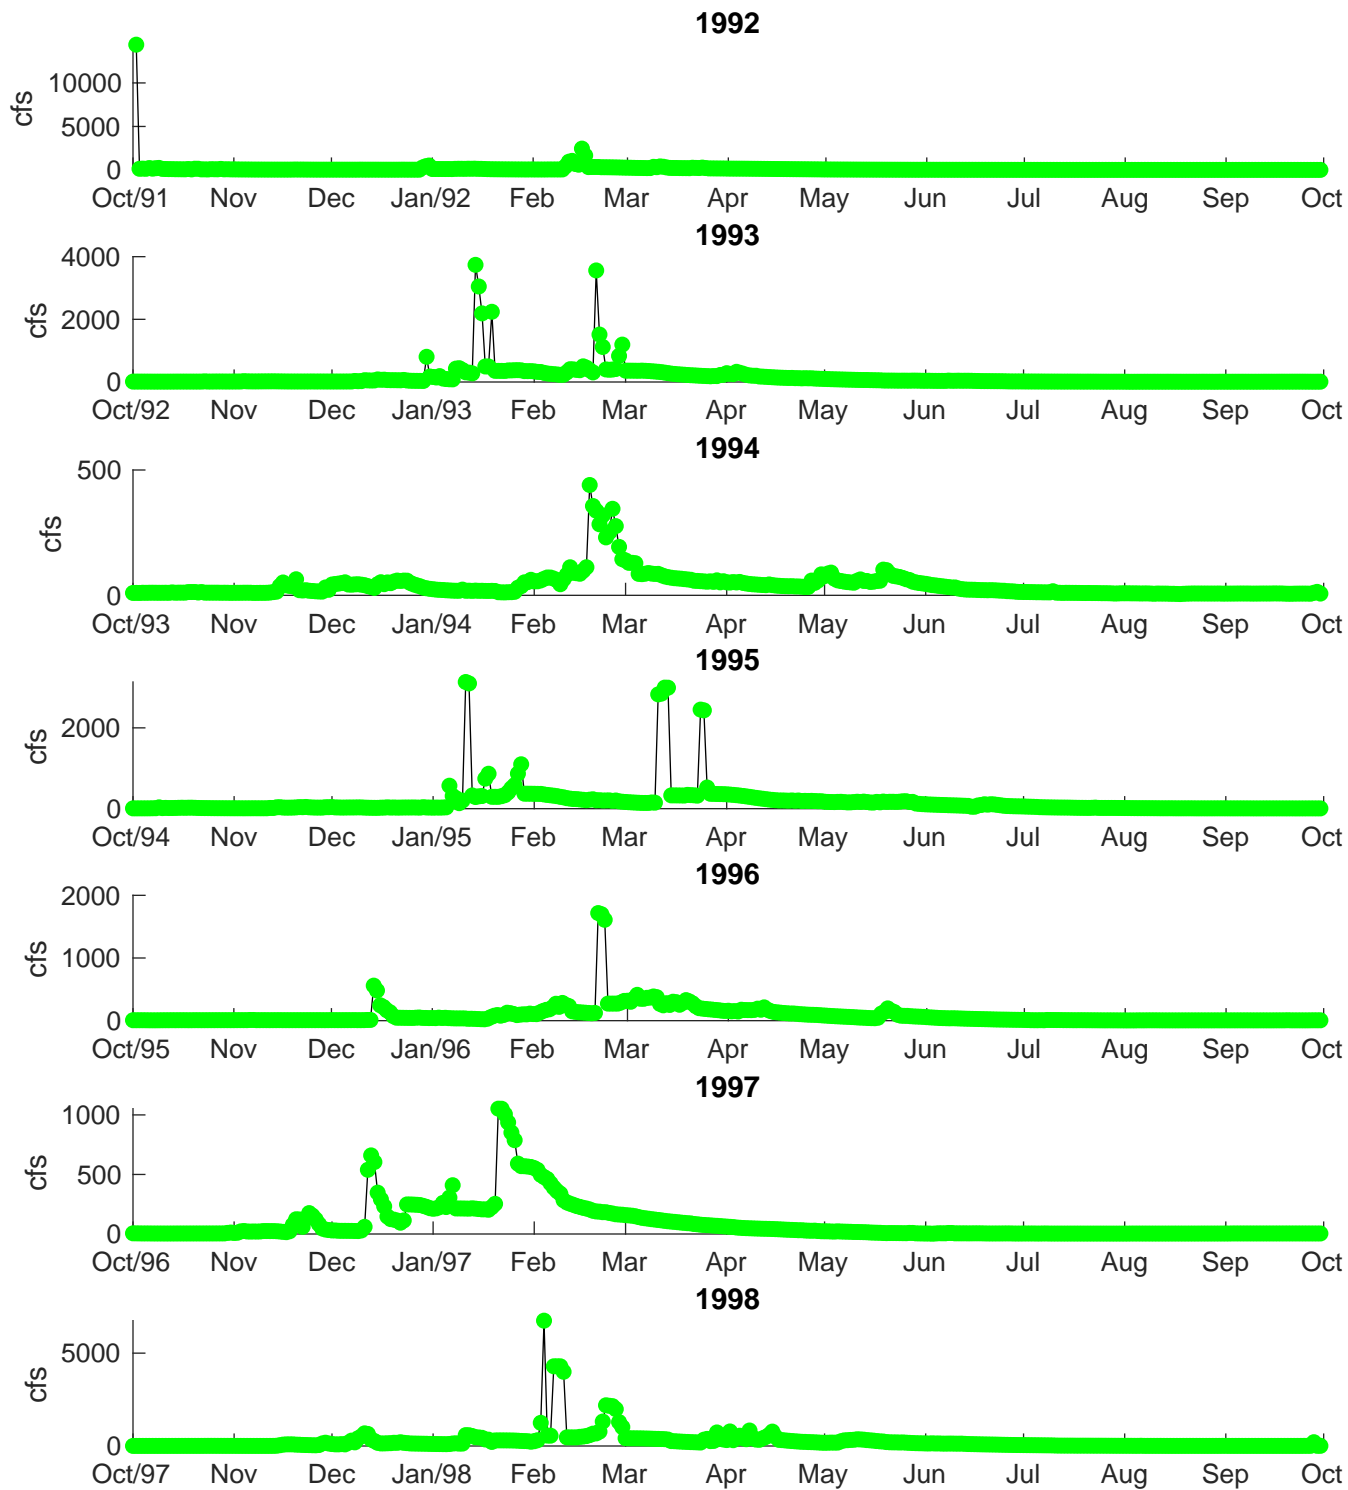 1992
cfs
10000
5000
0
Oct/91 Nov Dec Jan/92 Feb Mar Apr May Jun Jul Aug Sep Oct
1993
cfs
4000
2000
0
Oct/92 Nov Dec Jan/93 Feb Mar Apr May Jun Jul Aug Sep Oct
1994
cfs
500
0
Oct/93 Nov Dec Jan/94 Feb Mar Apr May Jun Jul Aug Sep Oct
1995
cfs
2000
0
Oct/94 Nov Dec Jan/95 Feb Mar Apr May Jun Jul Aug Sep Oct
1996
cfs
2000
1000
0
Oct/95 Nov Dec Jan/96 Feb Mar Apr May Jun Jul Aug Sep Oct
1997
cfs
1000
500
0
Oct/96 Nov Dec Jan/97 Feb Mar Apr May Jun Jul Aug Sep Oct
1998
cfs
5000
0
Oct/97 Nov Dec Jan/98 Feb Mar Apr May Jun Jul Aug Sep Oct